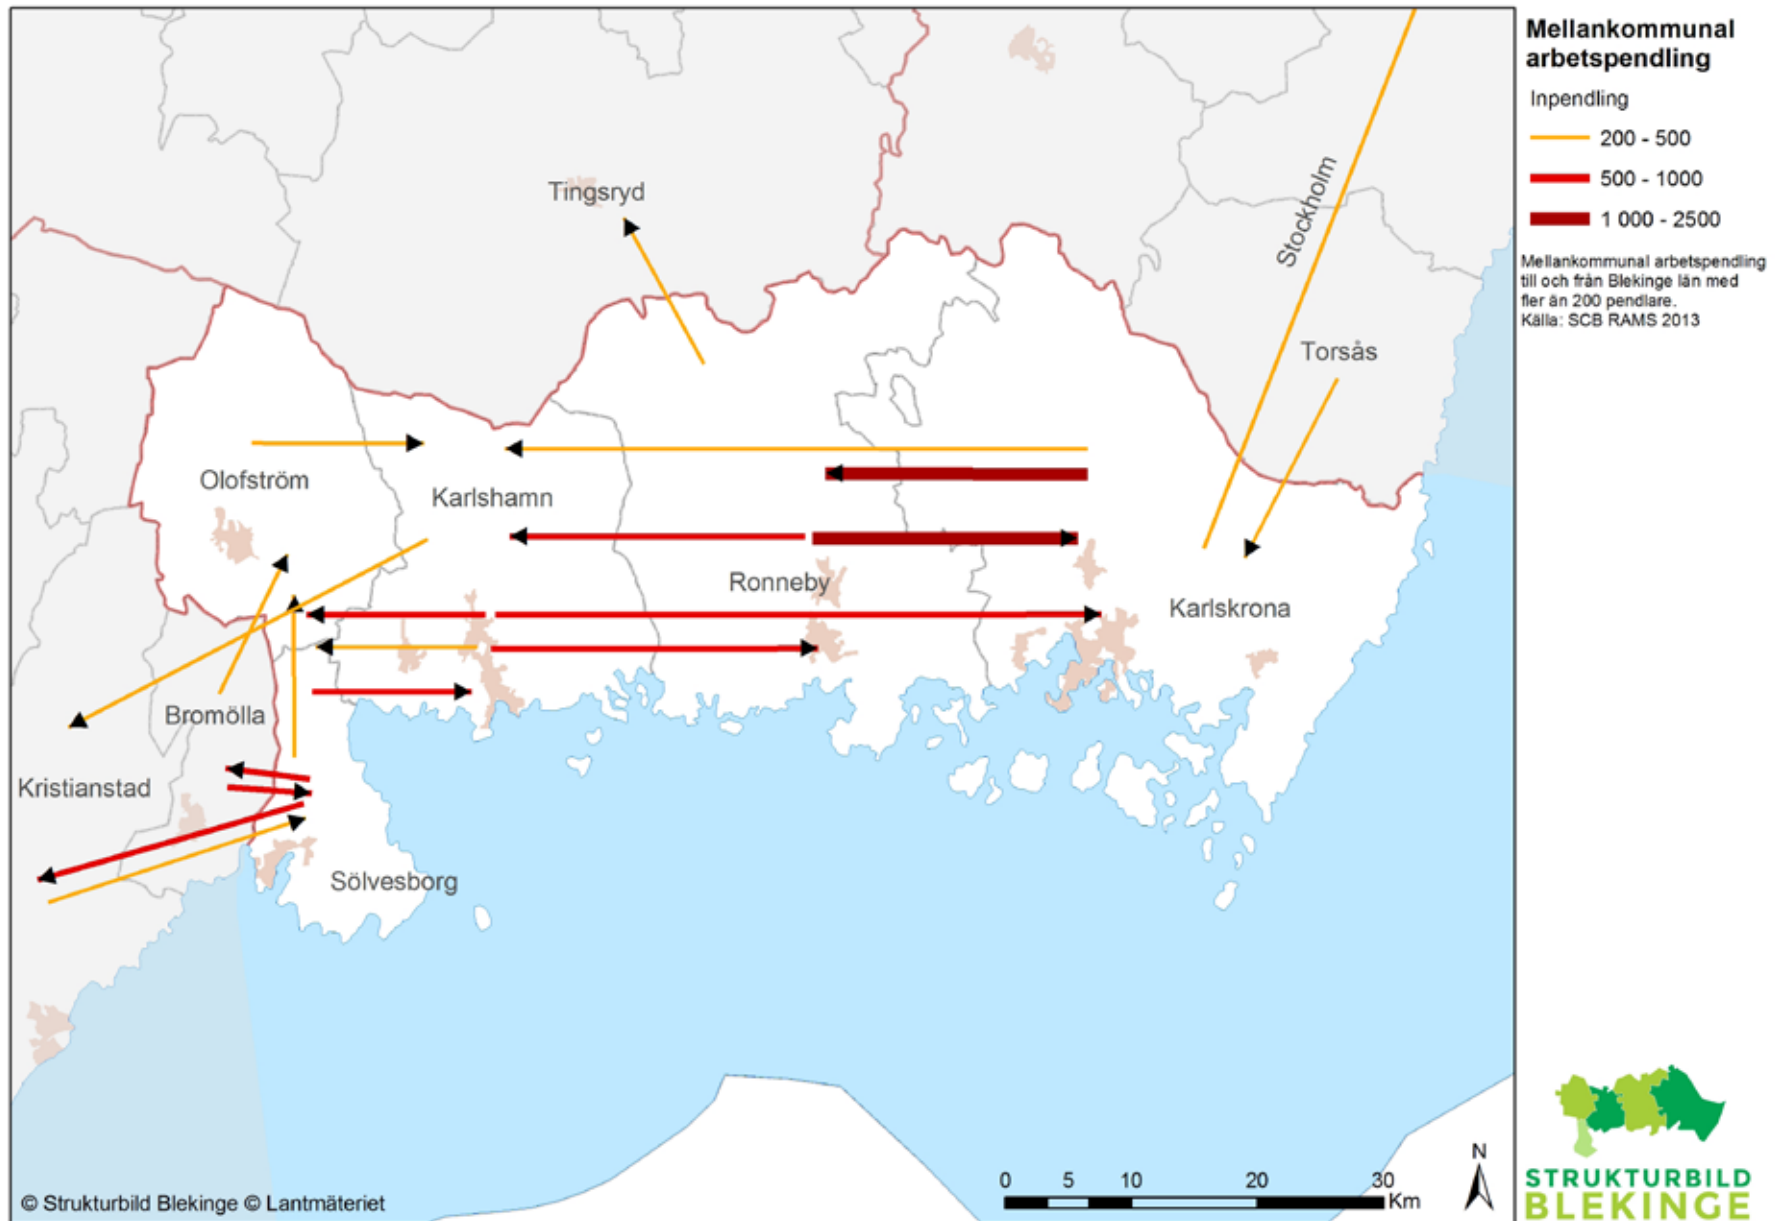 Mellankommunal
arbetspendling
Inpendling
200 - 500
500 - 1000
1 000 - 2500
Mellankommunal arbetspendling
till och från Blekinge län med
fler än 200 pendlare.
Källa: SCB RAMS 2013
Tingsryd
Stockholm
Torsås
Olofström
Karlshamn
Ronneby
Karlskrona
Bromölla
Kristianstad
Sölvesborg
N
0 5 10 20 30
Km
© Strukturbild Blekinge © Lantmäteriet
STRUKTURBILD
BLEKINGE